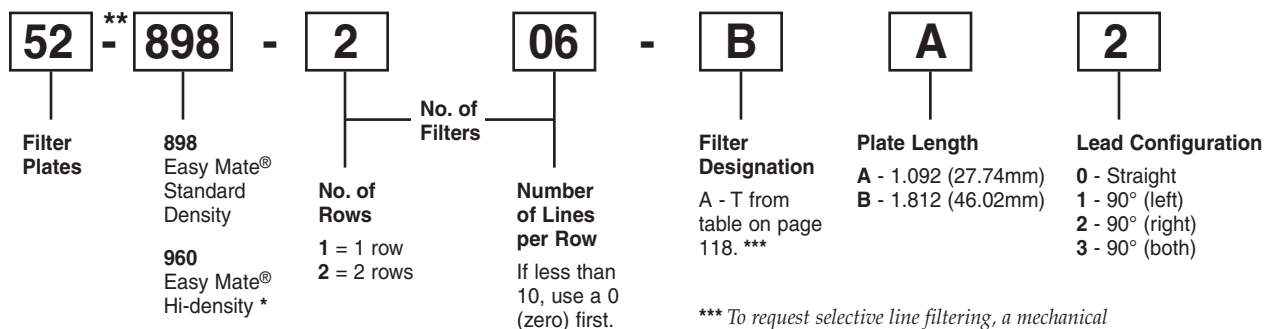 52 -** 898 - 2 06 - B A 2
Filter
Plates
898
Easy Mate®
Standard
Density
960
Easy Mate®
Hi-density *
No. of
Filters
No. of
Rows
1 = 1 row
2 = 2 rows
Number
of Lines
per Row
If less than
10, use a 0
(zero) first.
Filter
Designation
A - T from
table on page
118. ***
Plate Length
A - 1.092 (27.74mm)
B - 1.812 (46.02mm)
Lead Configuration
0 - Straight
1 - 90° (left)
2 - 90° (right)
3 - 90° (both)
*** To request selective line filtering, a mechanical